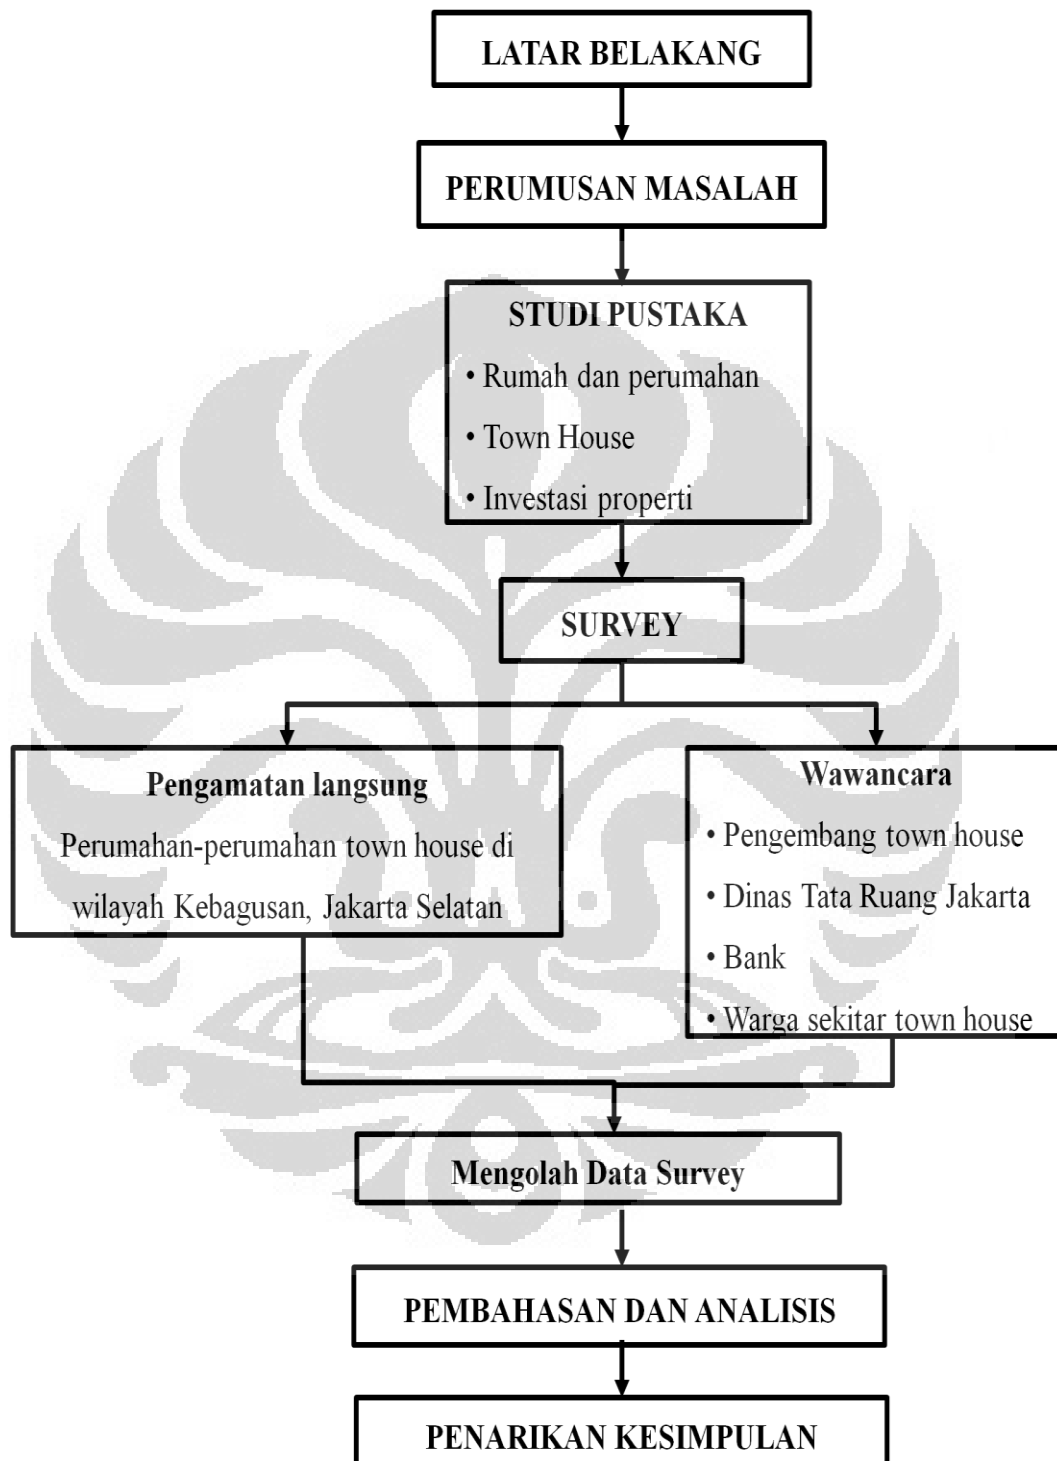 LATAR BELAKANG
PERUMUSAN MASALAH
STUDI PUSTAKA
• Rumah dan perumahan
• Town House
• Investasi properti
SURVEY
Pengamatan langsung
Perumahan-perumahan town house di
wilayah Kebagusan, Jakarta Selatan
Wawancara
• Pengembang town house
• Dinas Tata Ruang Jakarta
• Bank
• Warga sekitar town house
Mengolah Data Survey
PEMBAHASAN DAN ANALISIS
PENARIKAN KESIMPULAN